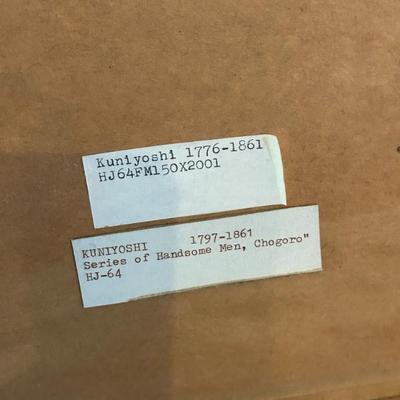 Kuniyoshi 1776-1861
HJ64FM150X2001
KUNIYOSHI 1797-1861
Series of Handsome Men, Chogoro"
HJ-64